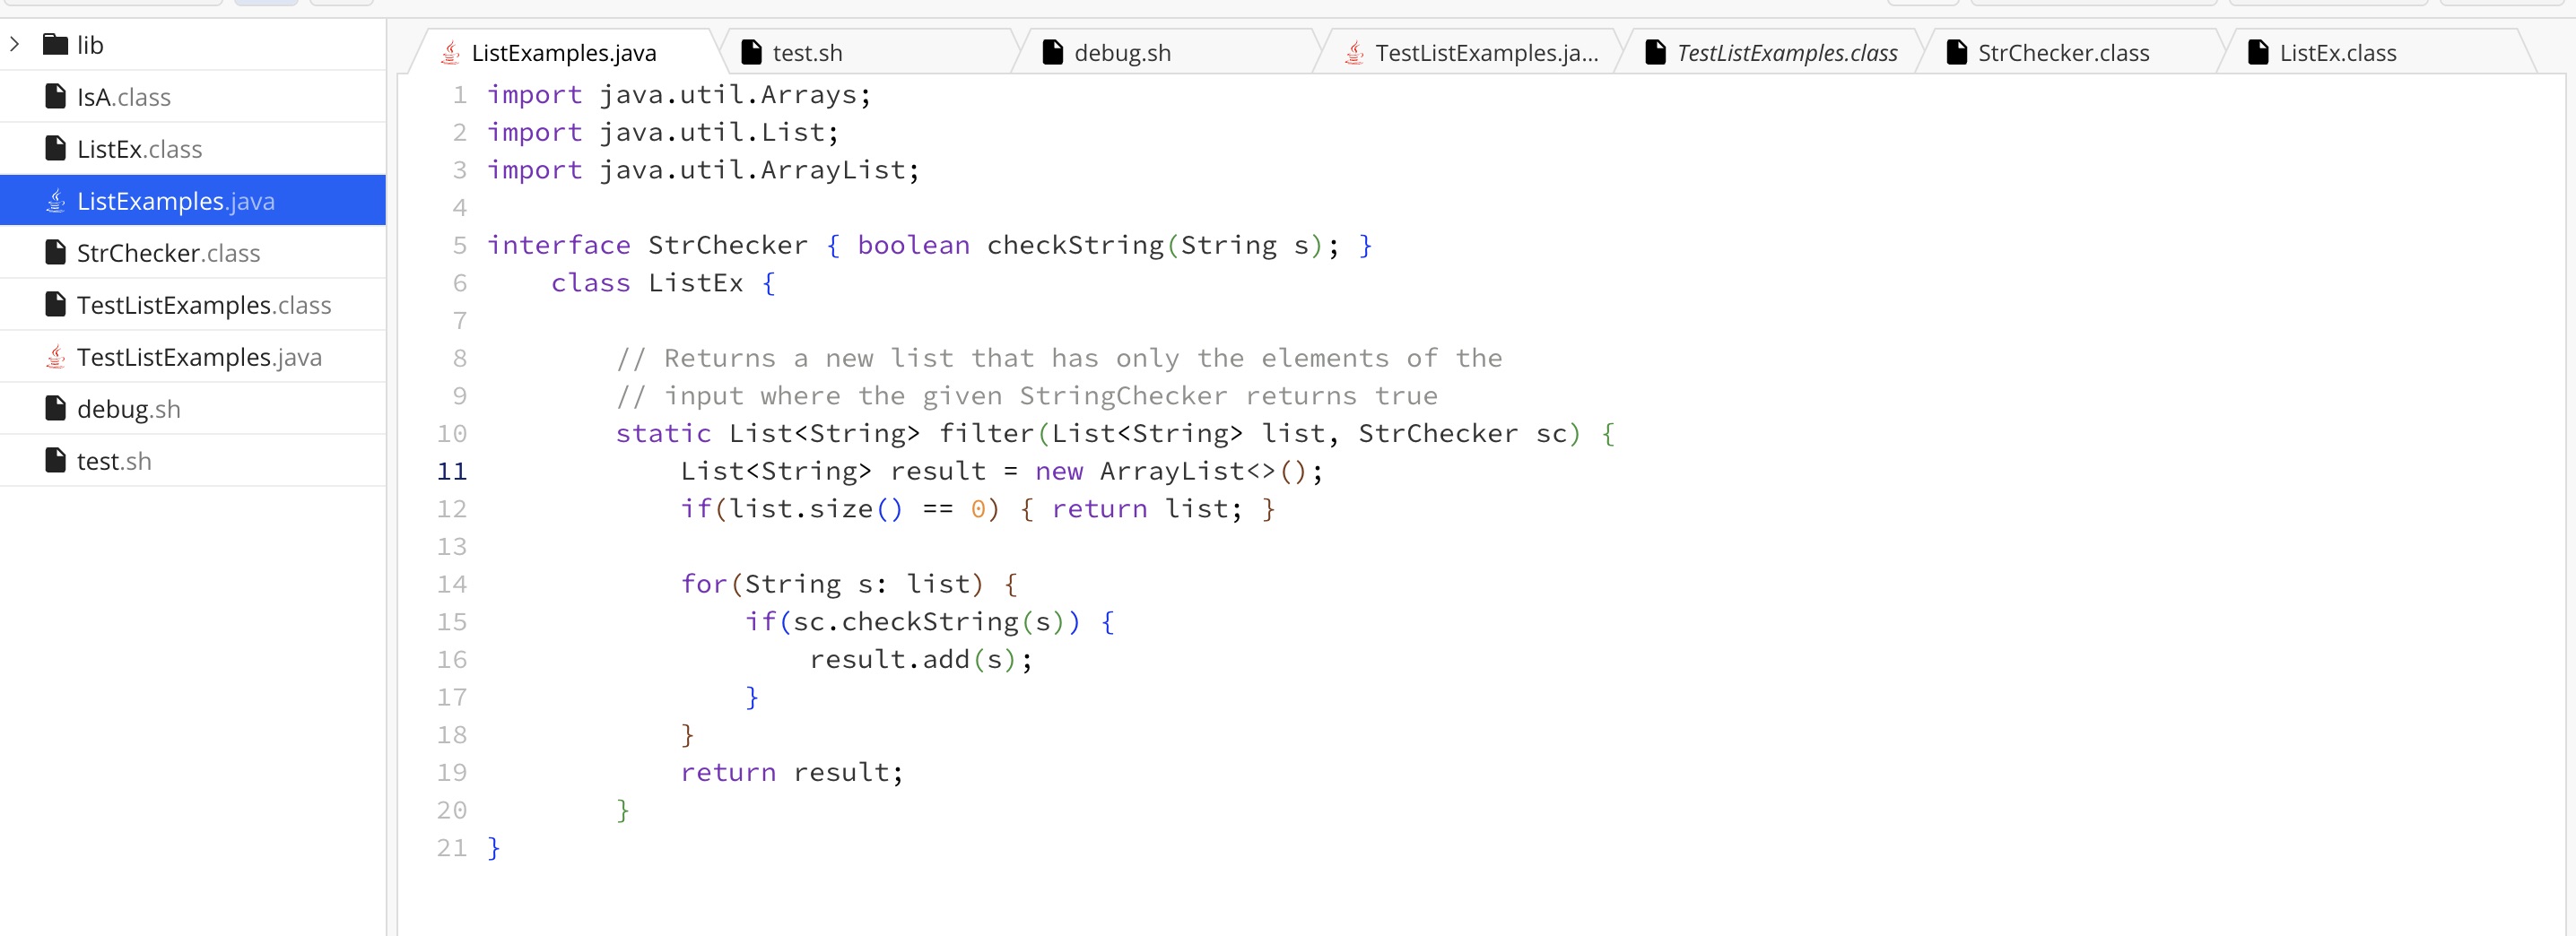 lib
IsA.class
ListEx.class
ListExamples.java
StrChecker.class
TestListExamples.class
TestListExamples.java
debug.sh
test.sh
ListExamples.java test.sh debug.sh TestListExamples.ja... TestListExamples.class StrChecker.class ListEx.class
1 import java.util.Arrays;
2 import java.util.List;
3 import java.util.ArrayList;
4
5 interface StrChecker { boolean checkString(String s); }
6     class ListEx {
7
8         // Returns a new list that has only the elements of the
9         // input where the given StringChecker returns true
10         static List<String> filter(List<String> list, StrChecker sc) {
11             List<String> result = new ArrayList<>();
12             if(list.size() == 0) { return list; }
13
14             for(String s: list) {
15                 if(sc.checkString(s)) {
16                     result.add(s);
17                 }
18             }
19             return result;
20         }
21 }